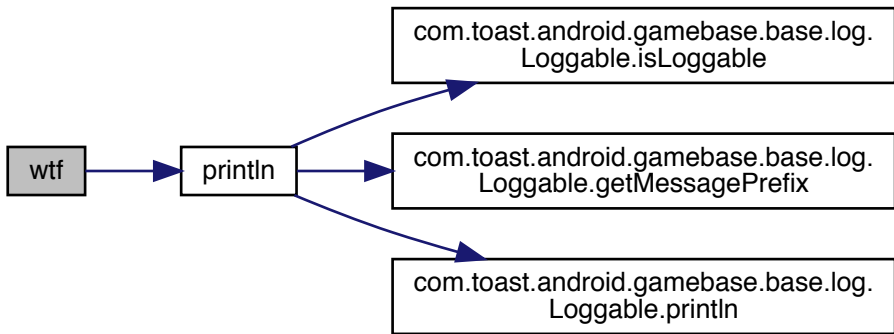 wtf
println
com.toast.android.gamebase.base.log.
Loggable.isLoggable
com.toast.android.gamebase.base.log.
Loggable.getMessagePrefix
com.toast.android.gamebase.base.log.
Loggable.println